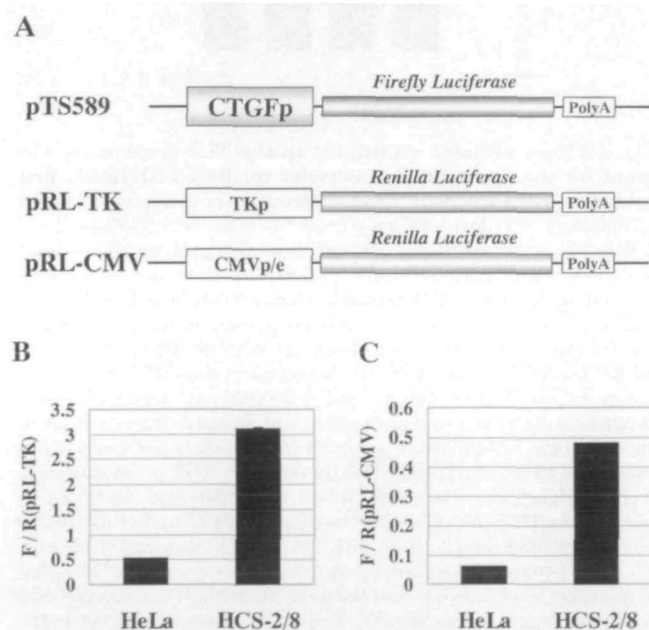 A
Firefly Luciferase
pTS589 CTGFp PolyA
Renilla Luciferase
pRL-TK TKp PolyA
Renilla Luciferase
pRL-CMV CMVp/e PolyA
B
F / R(pRL-TK)
3.5
3
2.5
2
1.5
1
0.5
0
HeLa HCS-2/8
C
F / R(pRL-CMV)
0.6
0.5
0.4
0.3
0.2
0.1
0
HeLa HCS-2/8